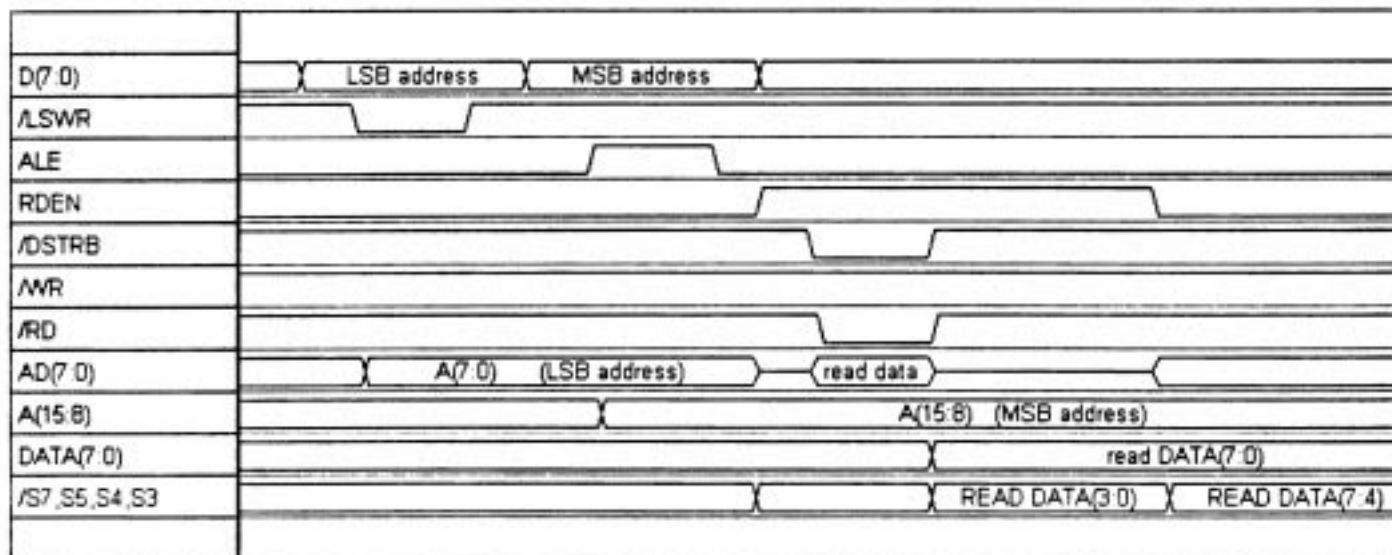 D(7:0) LSB address MSB address
/LSWR
ALE
RDEN
/DSTRB
/WR
/RD
AD(7:0) A(7:0) (LSB address) read data
A(15:8) A(15:8) (MSB address)
DATA(7:0) read DATA(7:0)
/S7,S5,S4,S3 READ DATA(3:0) READ DATA(7:4)